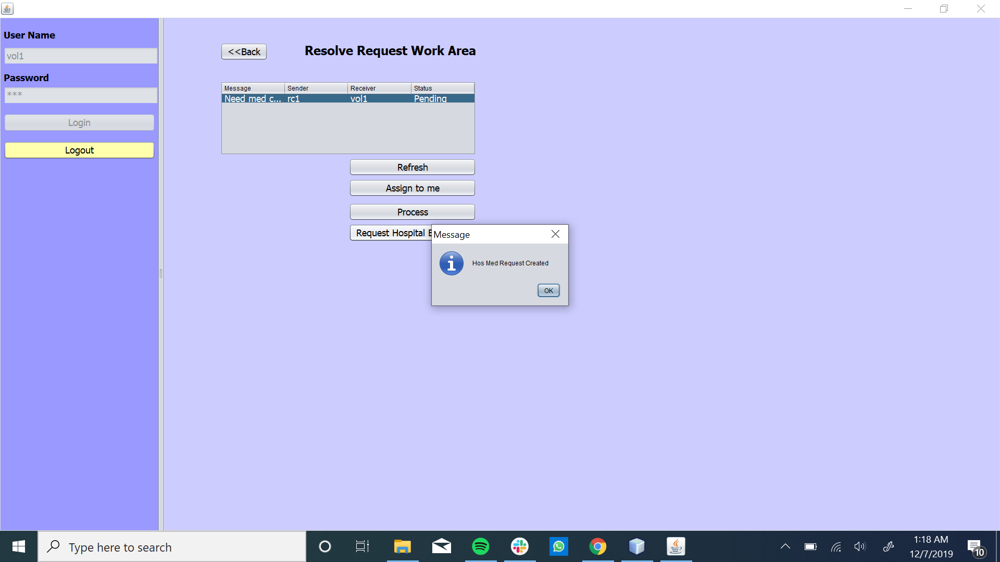 User Name
vol1
Password
***
Login
Logout
<<Back
Resolve Request Work Area
Message Sender Receiver Status
Need med c... rc1 vol1 Pending
Refresh
Assign to me
Process
Request Hospital
Message
Hos Med Request Created
OK
Type here to search
1:18 AM
12/7/2019
10